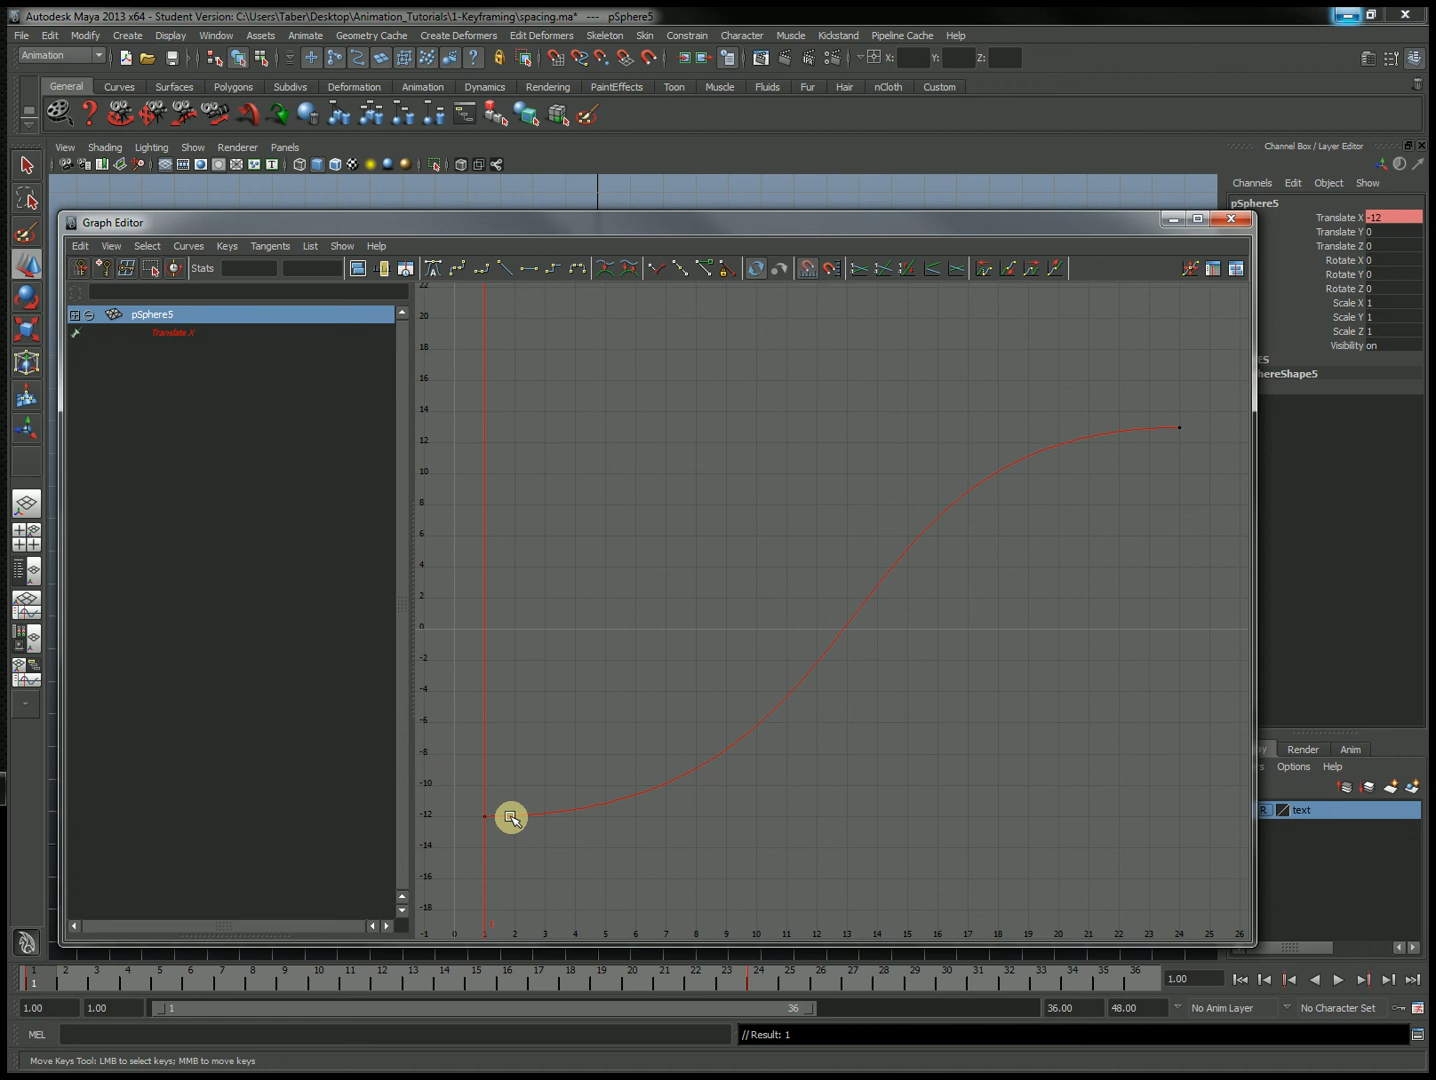 Autodesk Maya 2013 x64 - Student Version: C:\Users\Taber\Desktop\Animation_Tutorials\1-Keyframing\spacing.ma* --- pSphere5
File Edit Modify Create Display Window Assets Animate Geometry Cache Create Deformers Edit Deformers Skeleton Skin Constrain Character Muscle Kickstand Pipeline Cache Help
Animation X: Y: Z:
General Curves Surfaces Polygons Subdivs Deformation Animation Dynamics Rendering PaintEffects Toon Muscle Fluids Fur Hair nCloth Custom
View Shading Lighting Show Renderer Panels
Channel Box / Layer Editor
Channels Edit Object Show
pSphere5
Translate X -12
Translate Y 0
Translate Z 0
Rotate X 0
Rotate Y 0
Rotate Z 0
Scale X 1
Scale Y 1
Scale Z 1
Visibility on
ES
hereShape5
Graph Editor
Edit View Select Curves Keys Tangents List Show Help
Stats
pSphere5
Translate X
22
20
18
16
14
12
10
8
6
4
2
0
-2
-4
-6
-8
-10
-12
-14
-16
-18
-1 0 1 2 3 4 5 6 7 8 9 10 11 12 13 14 15 16 17 18 19 20 21 22 23 24 25 26
1
Render Anim
Options Help
R text
1 2 3 4 5 6 7 8 9 10 11 12 13 14 15 16 17 18 19 20 21 22 23 24 25 26 27 28 29 30 31 32 33 34 35 36
1
1.00
1.00 1.00 1 36 36.00 48.00 No Anim Layer No Character Set
MEL // Result: 1
Move Keys Tool: LMB to select keys; MMB to move keys